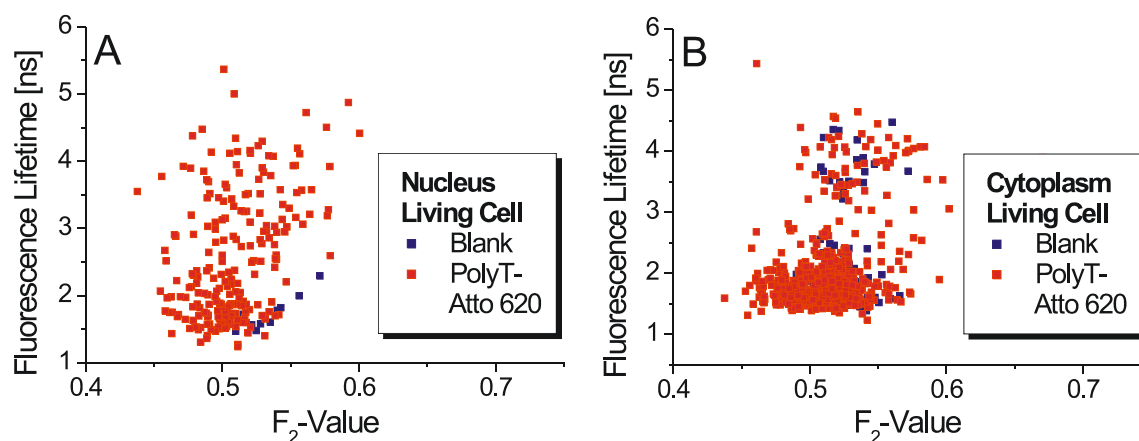 A
Fluorescence Lifetime [ns]
6
5
4
3
2
1
0.4
0.5
0.6
0.7
F2-Value
Nucleus
Living Cell
Blank
PolyT-
Atto 620
B
Fluorescence Lifetime [ns]
6
5
4
3
2
1
0.4
0.5
0.6
0.7
F2-Value
Cytoplasm
Living Cell
Blank
PolyT-
Atto 620